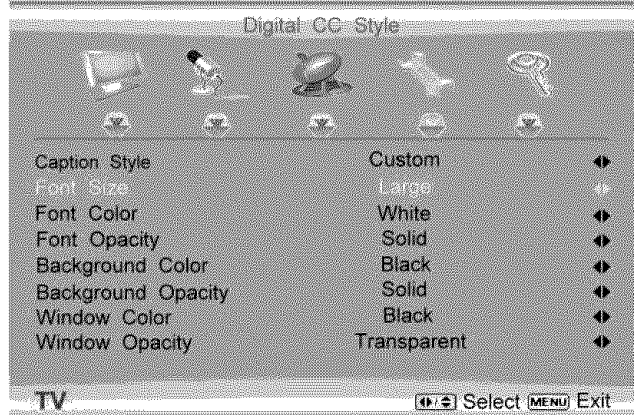 Digital CC Style
Caption Style Custom
Font Size Large
Font Color White
Font Opacity Solid
Background Color Black
Background Opacity Solid
Window Color Black
Window Opacity Transparent
TV Select MENU Exit